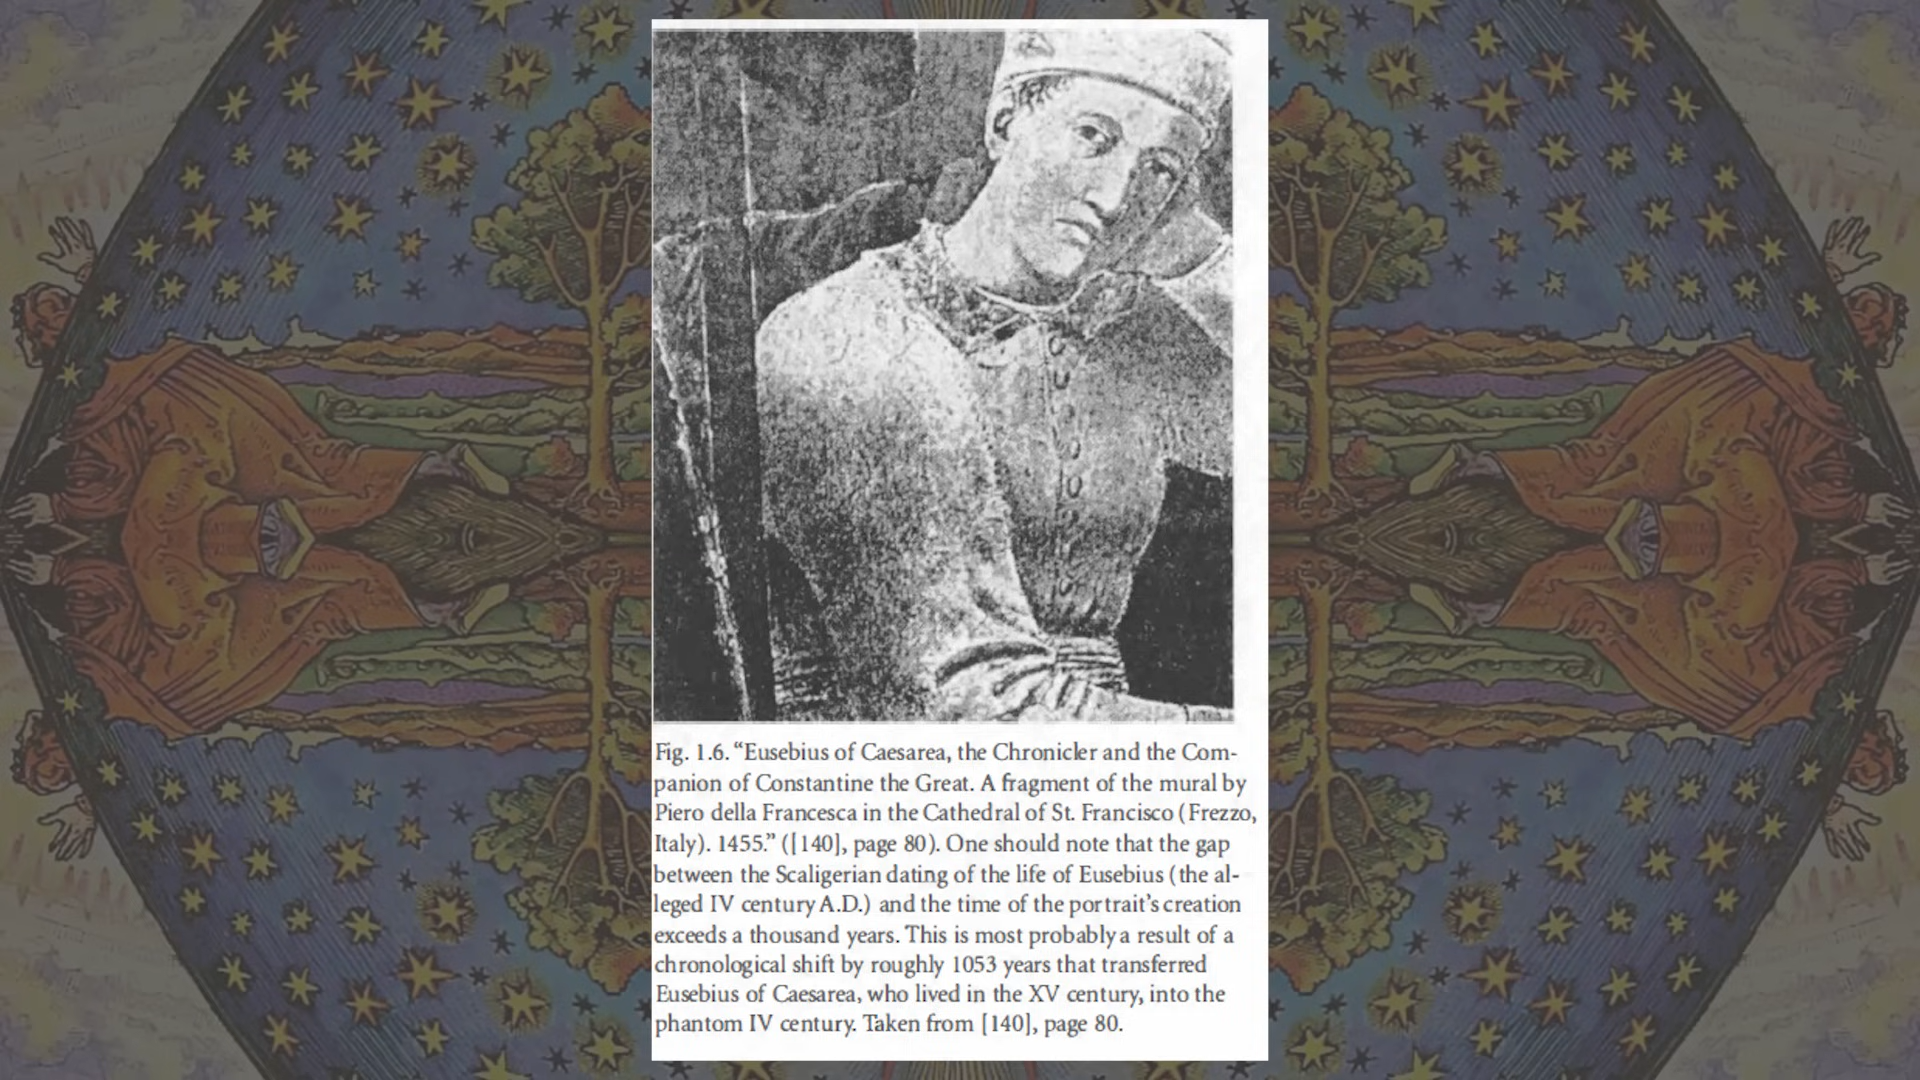 Fig. 1.6. “Eusebius of Caesarea, the Chronicler and the Com-
panion of Constantine the Great. A fragment of the mural by
Piero della Francesca in the Cathedral of St. Francisco (Frezzo,
Italy). 1455.” ([140], page 80). One should note that the gap
between the Scaligerian dating of the life of Eusebius (the al-
leged IV century A.D.) and the time of the portrait’s creation
exceeds a thousand years. This is most probably a result of a
chronological shift by roughly 1053 years that transferred
Eusebius of Caesarea, who lived in the XV century, into the
phantom IV century. Taken from [140], page 80.